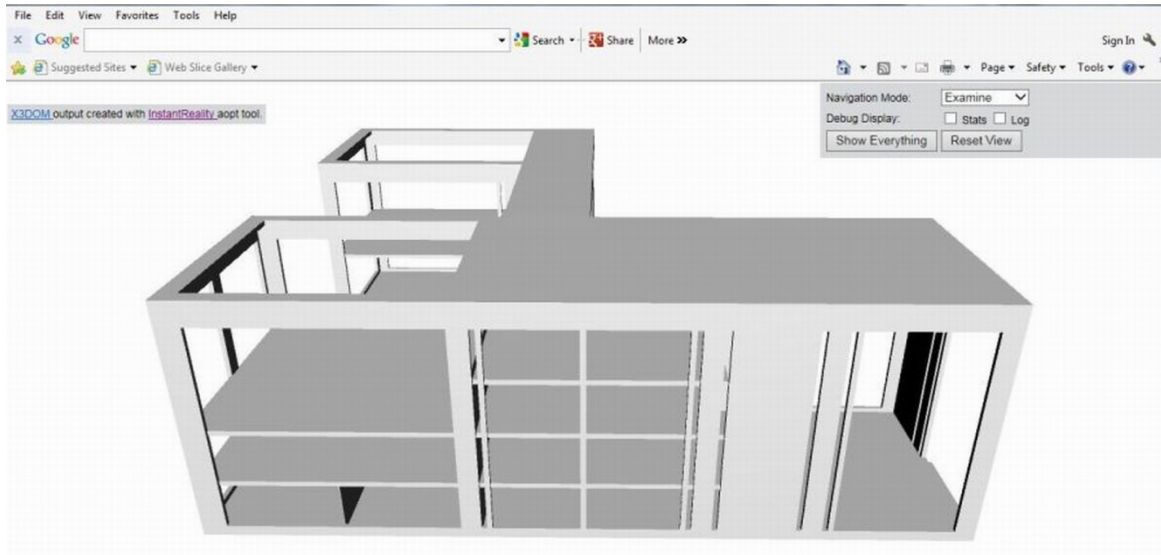 File Edit View Favorites Tools Help
x Google Search Share More »
Sign In
Suggested Sites Web Slice Gallery
Page Safety Tools
X3DOM output created with InstantReality aopt tool.
Navigation Mode: Examine
Debug Display: Stats Log
Show Everything Reset View